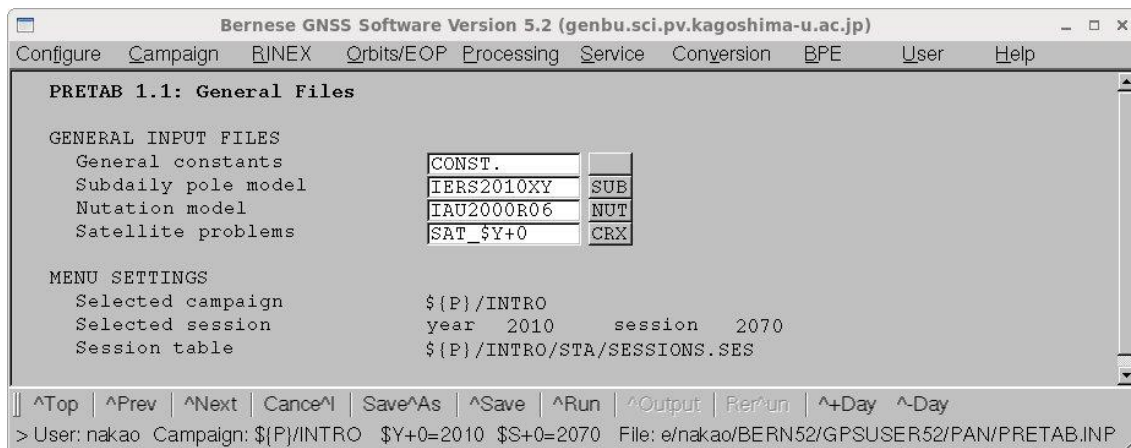 Bernese GNSS Software Version 5.2 (genbu.sci.pv.kagoshima-u.ac.jp)
Configure Campaign RINEX Orbits/EOP Processing Service Conversion BPE User Help
PRETAB 1.1: General Files
GENERAL INPUT FILES
General constants CONST.
Subdaily pole model IERS2010XY SUB
Nutation model IAU2000R06 NUT
Satellite problems SAT_$Y+0 CRX
MENU SETTINGS
Selected campaign ${P}/INTRO
Selected session year 2010 session 2070
Session table ${P}/INTRO/STA/SESSIONS.SES
^Top | ^Prev | ^Next | Cance^l | Save^As | ^Save | ^Run | ^Output | Rer^un | ^+Day ^-Day
> User: nakao Campaign: ${P}/INTRO $Y+0=2010 $S+0=2070 File: e/nakao/BERN52/GPSUSER52/PAN/PRETAB.INP